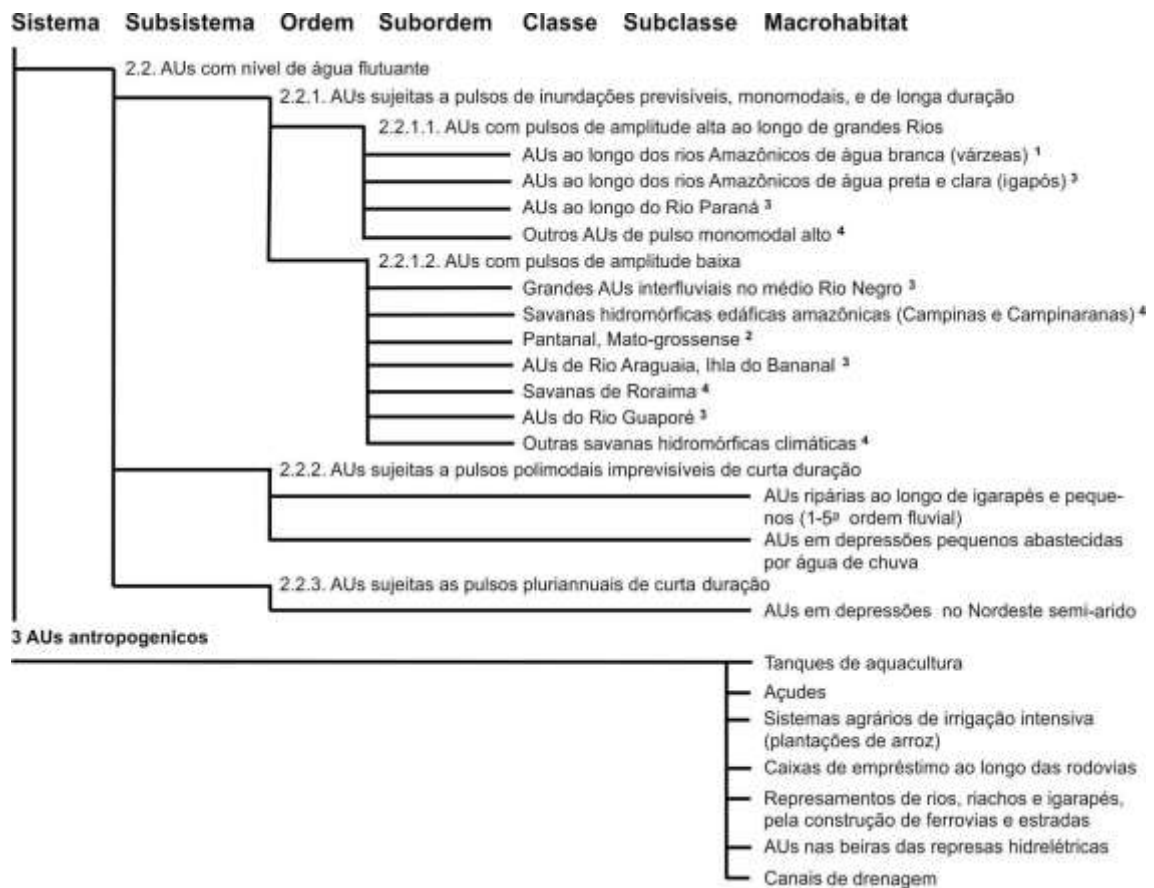 Sistema Subsistema Ordem Subordem Classe Subclasse Macrohabitat
2.2. AUs com nível de água flutuante
2.2.1. AUs sujeitas a pulsos de inundações previsíveis, monomodais, e de longa duração
2.2.1.1. AUs com pulsos de amplitude alta ao longo de grandes Rios
AUs ao longo dos rios Amazônicos de água branca (várzeas) ¹
AUs ao longo dos rios Amazônicos de água preta e clara (igapós) ³
AUs ao longo do Rio Paraná ³
Outros AUs de pulso monomodal alto ⁴
2.2.1.2. AUs com pulsos de amplitude baixa
Grandes AUs interfluviais no médio Rio Negro ³
Savanas hidromórficas edáficas amazônicas (Campinas e Campinaranas) ⁴
Pantanal, Mato-grossense ²
AUs de Rio Araguaia, Ihla do Bananal ³
Savanas de Roraima ⁴
AUs do Rio Guaporé ³
Outras savanas hidromórficas climáticas ⁴
2.2.2. AUs sujeitas a pulsos polimodais imprevisíveis de curta duração
AUs ripárias ao longo de igarapés e peque-
nos (1-5ª ordem fluvial)
AUs em depressões pequenos abastecidas
por água de chuva
2.2.3. AUs sujeitas as pulsos pluriannuais de curta duração
AUs em depressões no Nordeste semi-arido
3 AUs antropogenicos
Tanques de aquacultura
Açudes
Sistemas agrários de irrigação intensiva
(plantações de arroz)
Caixas de empréstimo ao longo das rodovias
Represamentos de rios, riachos e igarapés,
pela construção de ferrovias e estradas
AUs nas beiras das represas hidrelétricas
Canais de drenagem